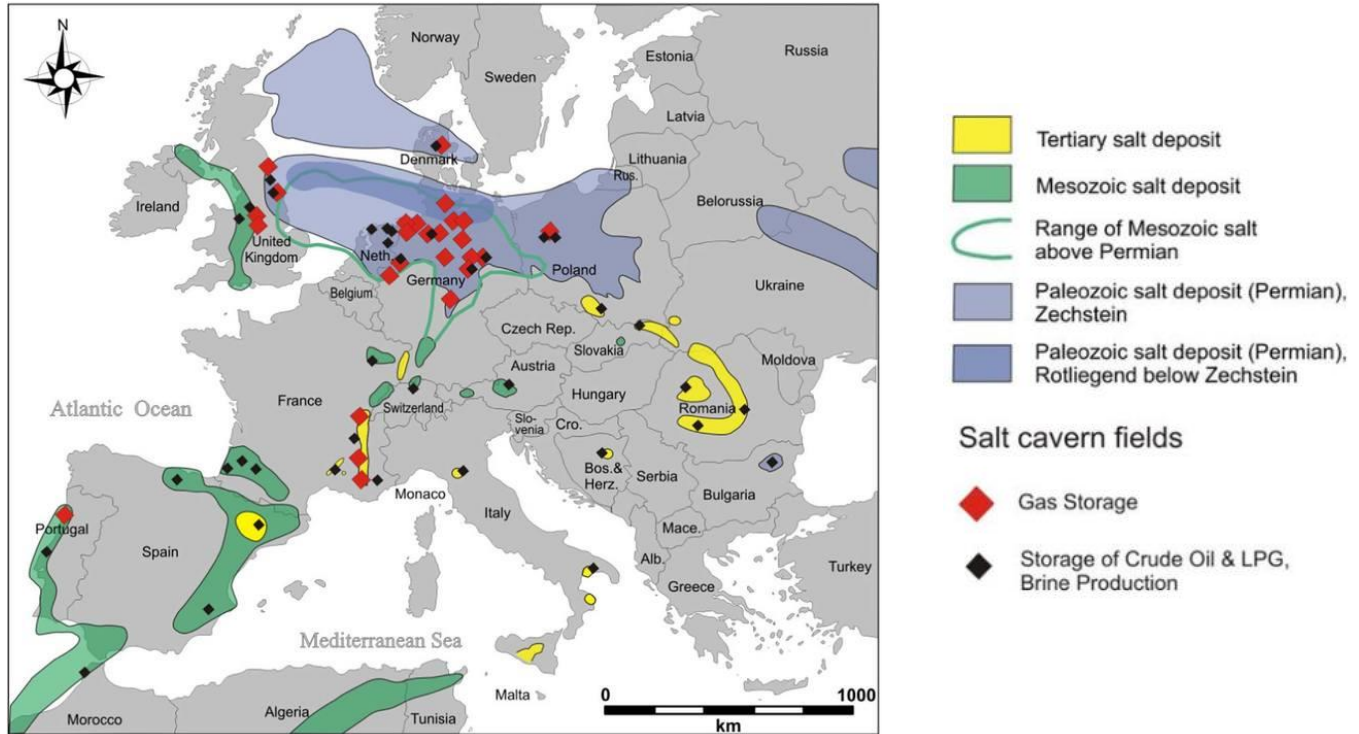 N
Norway
Sweden
Estonia
Russia
Latvia
Lithuania
Rus.
Denmark
Belorussia
Ireland
United
Kingdom
Neth.
Germany
Poland
Belgium
Ukraine
Czech Rep.
Slovakia
Moldova
Austria
Hungary
France
Switzerland
Romania
Slo-
venia
Cro.
Atlantic Ocean
Bos.&
Herz.
Serbia
Bulgaria
Monaco
Italy
Mace.
Alb.
Greece
Turkey
Portugal
Spain
Mediterranean Sea
Malta
Morocco
Algeria
Tunisia
0
1000
km
Tertiary salt deposit
Mesozoic salt deposit
Range of Mesozoic salt
above Permian
Paleozoic salt deposit (Permian),
Zechstein
Paleozoic salt deposit (Permian),
Rotliegend below Zechstein
Salt cavern fields
Gas Storage
Storage of Crude Oil & LPG,
Brine Production